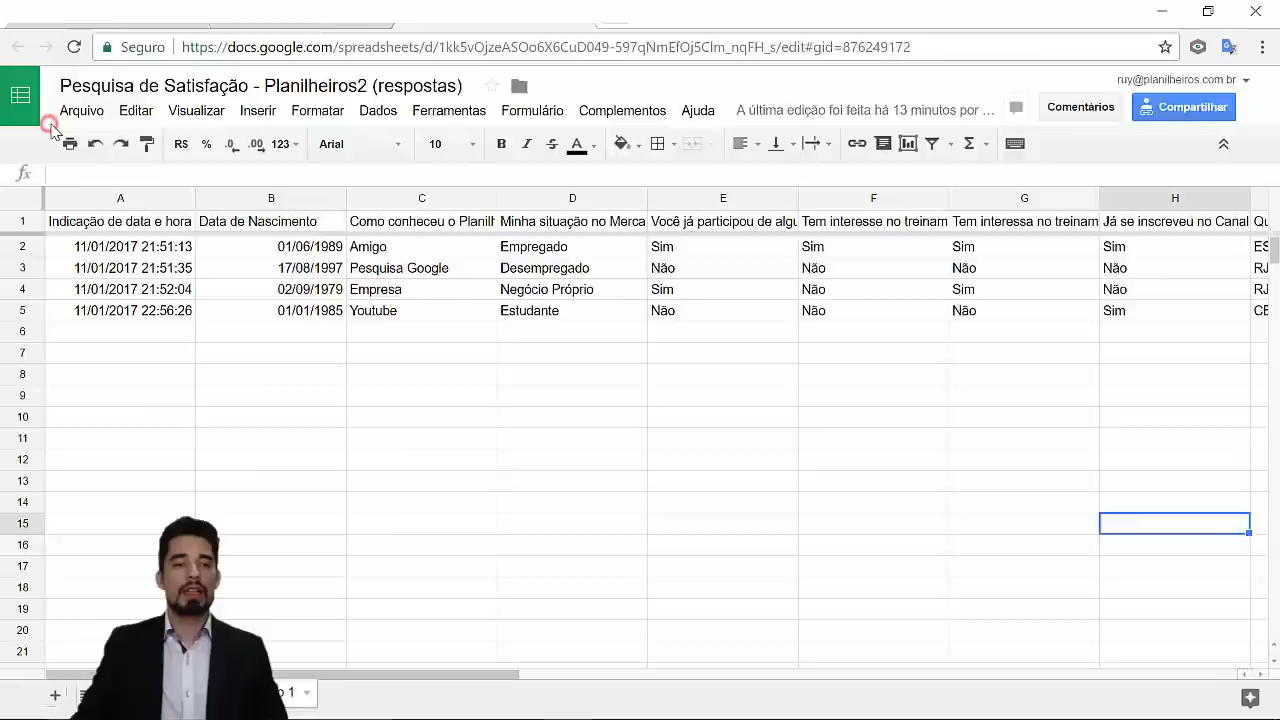 Seguro https://docs.google.com/spreadsheets/d/1kk5vOjzeASOo6X6CuD049-597qNmEfOj5Clm_nqFH_s/edit#gid=876249172
Pesquisa de Satisfação - Planilheiros2 (respostas)
ruy@planilheiros.com.br
Arquivo Editar Visualizar Inserir Formatar Dados Ferramentas Formulário Complementos Ajuda A última edição foi feita há 13 minutos por ... Comentários Compartilhar
R$ % .0 .00 123 Arial 10 B I S A Σ
fx
A B C D E F G H
1 Indicação de data e hora Data de Nascimento Como conheceu o Planilh Minha situação no Merca Você já participou de algu Tem interesse no treinam Tem interessa no treinam Já se inscreveu no Canal Qu
2 11/01/2017 21:51:13 01/06/1989 Amigo Empregado Sim Sim Sim Sim ES
3 11/01/2017 21:51:35 17/08/1997 Pesquisa Google Desempregado Não Não Não Não RJ
4 11/01/2017 21:52:04 02/09/1979 Empresa Negócio Próprio Sim Não Sim Não RJ
5 11/01/2017 22:56:26 01/01/1985 Youtube Estudante Não Não Não Sim CE
6
7
8
9
10
11
12
13
14
15
16
17
18
19
20
21
o 1